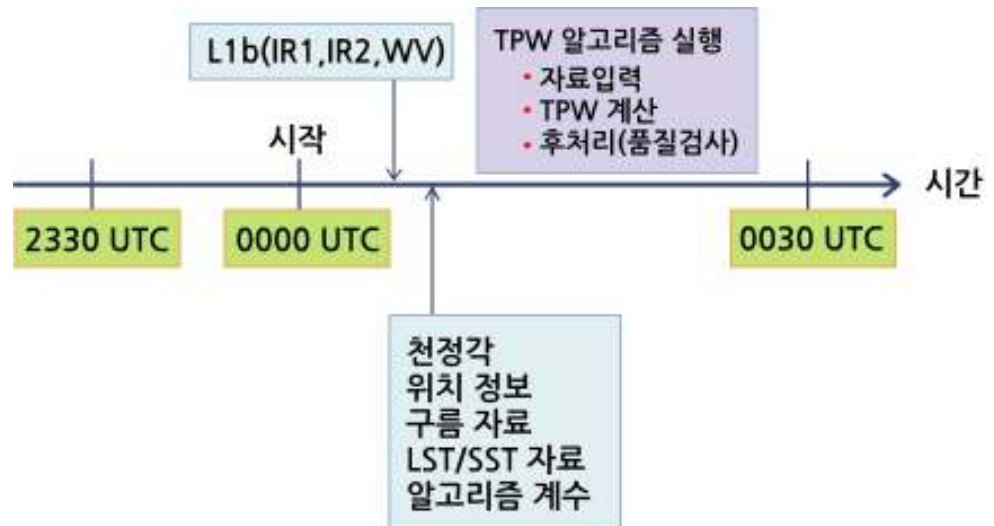 L1b(IR1,IR2,WV)
TPW 알고리즘 실행
• 자료입력
• TPW 계산
• 후처리(품질검사)
시작
시간
2330 UTC
0000 UTC
0030 UTC
천정각
위치 정보
구름 자료
LST/SST 자료
알고리즘 계수